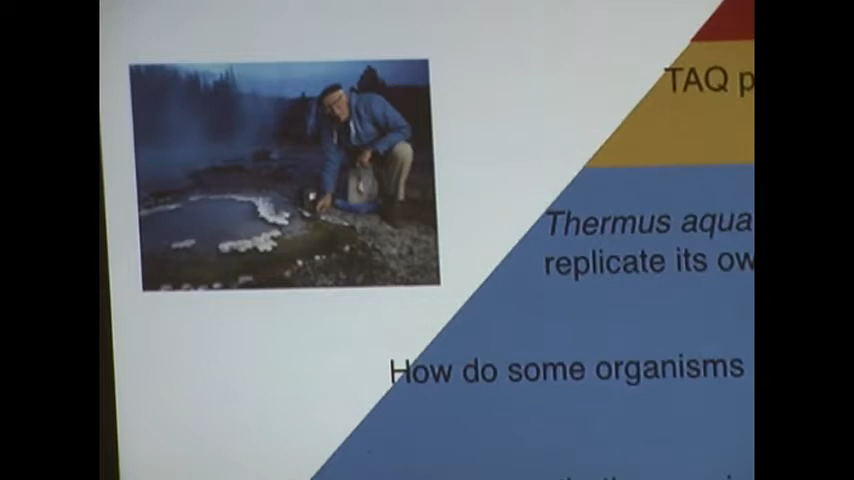 TAQ p
Thermus aqua
replicate its ow
How do some organisms